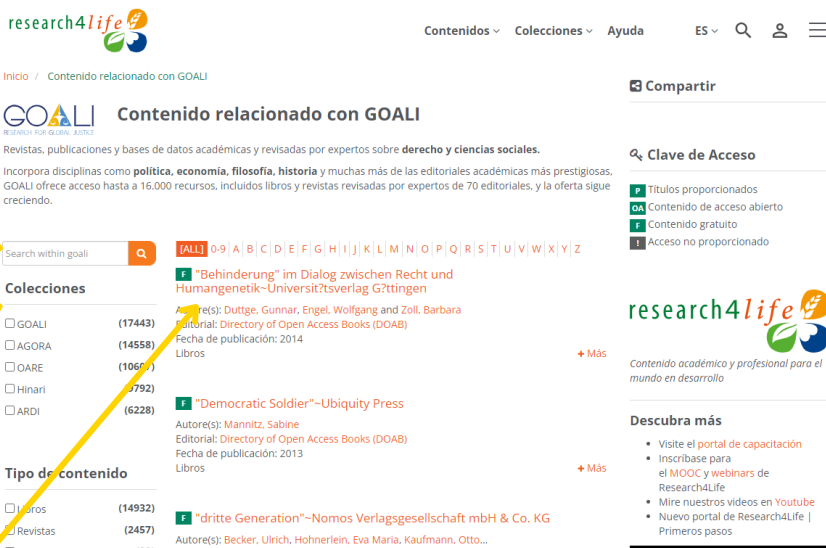 research4life
Contenidos
Colecciones
Ayuda
ES
Inicio / Contenido relacionado con GOALI
GOALI
RESEARCH FOR GLOBAL JUSTICE
Contenido relacionado con GOALI
Revistas, publicaciones y bases de datos académicas y revisadas por expertos sobre derecho y ciencias sociales.
Incorpora disciplinas como política, economía, filosofía, historia y muchas más de las editoriales académicas más prestigiosas,
GOALI ofrece acceso hasta a 16.000 recursos, incluidos libros y revistas revisadas por expertos de 70 editoriales, y la oferta sigue
creciendo.
Search within goali
Colecciones
GOALI (17443)
AGORA (14558)
OARE
Hinari
ARDI (6228)
Tipo de contenido
Libros (14932)
Revistas (2457)
[ALL] 0-9 A B C D E F G H I J K L M N O P Q R S T U V W X Y Z
F "Behinderung" im Dialog zwischen Recht und
Humangenetik~Universit?tsverlag G?ttingen
Autore(s): Duttge, Gunnar, Engel, Wolfgang and Zoll, Barbara
Editorial: Directory of Open Access Books (DOAB)
Fecha de publicación: 2014
Libros
+ Más
F "Democratic Soldier"~Ubiquity Press
Autore(s): Mannitz, Sabine
Editorial: Directory of Open Access Books (DOAB)
Fecha de publicación: 2013
Libros
+ Más
F "dritte Generation"~Nomos Verlagsgesellschaft mbH & Co. KG
Autore(s): Becker, Ulrich, Hohnerlein, Eva Maria, Kaufmann, Otto...
Compartir
Clave de Acceso
P Títulos proporcionados
OA Contenido de acceso abierto
F Contenido gratuito
! Acceso no proporcionado
research4life
Contenido académico y profesional para el
mundo en desarrollo
Descubra más
Visite el portal de capacitación
Inscríbase para
el MOOC y webinars de
Research4Life
Mire nuestros videos en Youtube
Nuevo portal de Research4Life |
Primeros pasos